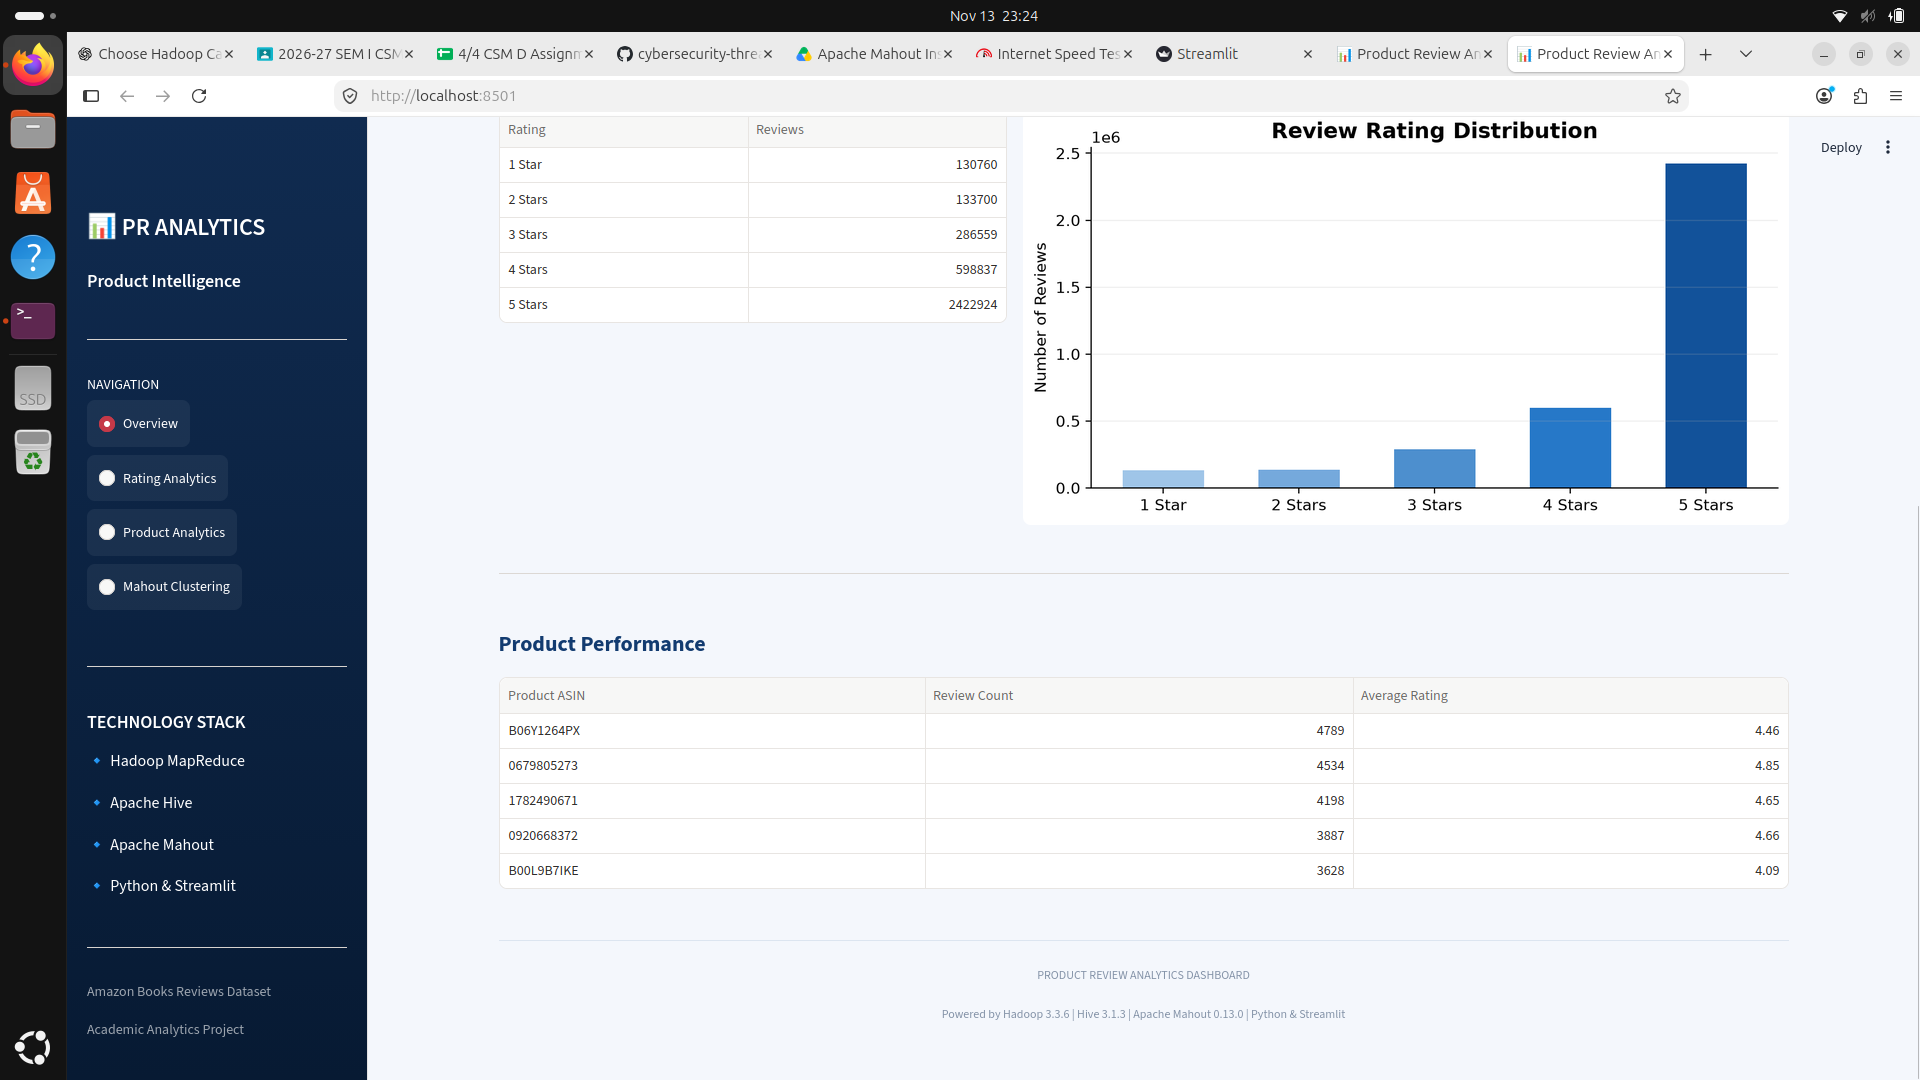 Nov 13 23:24
Choose Hadoop Ca
2026-27 SEM I CSM
4/4 CSM D Assignm
cybersecurity-thre
Apache Mahout Ins
Internet Speed Tes
Streamlit
Product Review An
Product Review An
http://localhost:8501
Deploy
PR ANALYTICS
Product Intelligence
NAVIGATION
Overview
Rating Analytics
Product Analytics
Mahout Clustering
TECHNOLOGY STACK
Hadoop MapReduce
Apache Hive
Apache Mahout
Python & Streamlit
Amazon Books Reviews Dataset
Academic Analytics Project
SSD
Rating Reviews
1 Star 130760
2 Stars 133700
3 Stars 286559
4 Stars 598837
5 Stars 2422924
Review Rating Distribution
1e6
2.5
2.0
1.5
1.0
0.5
0.0
Number of Reviews
1 Star 2 Stars 3 Stars 4 Stars 5 Stars
Product Performance
Product ASIN Review Count Average Rating
B06Y1264PX 4789 4.46
0679805273 4534 4.85
1782490671 4198 4.65
0920668372 3887 4.66
B00L9B7IKE 3628 4.09
PRODUCT REVIEW ANALYTICS DASHBOARD
Powered by Hadoop 3.3.6 | Hive 3.1.3 | Apache Mahout 0.13.0 | Python & Streamlit